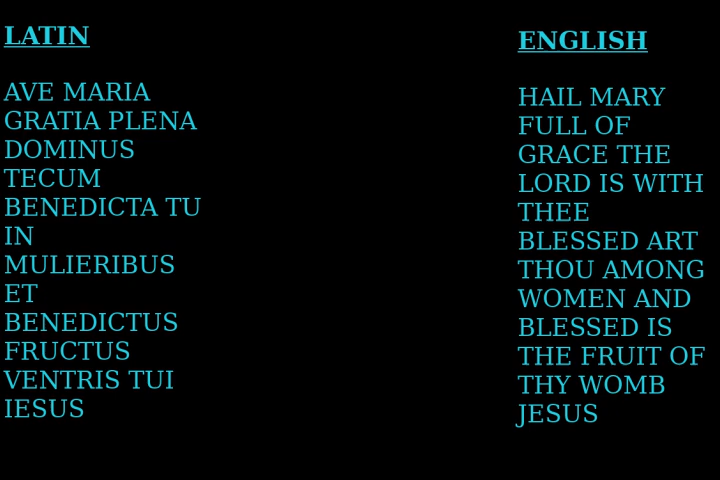 LATIN
AVE MARIA
GRATIA PLENA
DOMINUS
TECUM
BENEDICTA TU
IN
MULIERIBUS
ET
BENEDICTUS
FRUCTUS
VENTRIS TUI
IESUS
ENGLISH
HAIL MARY
FULL OF
GRACE THE
LORD IS WITH
THEE
BLESSED ART
THOU AMONG
WOMEN AND
BLESSED IS
THE FRUIT OF
THY WOMB
JESUS